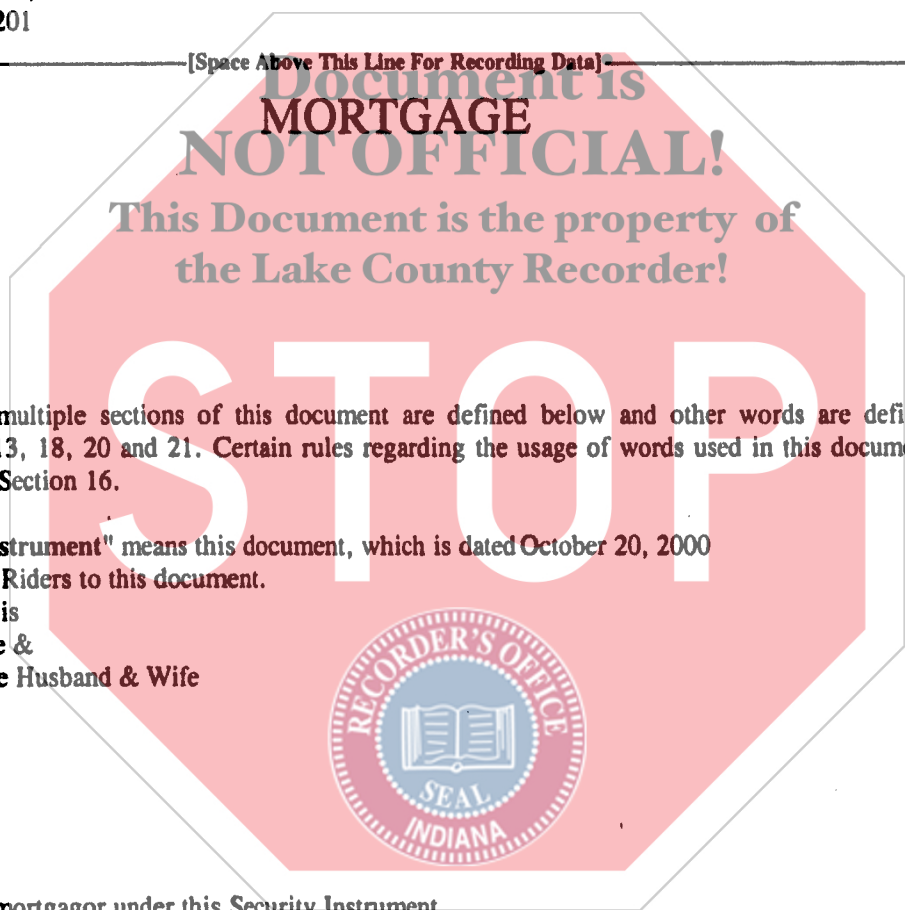 201
[Space Above This Line For Recording Data]
Document is
MORTGAGE
NOT OFFICIAL!
This Document is the property of
the Lake County Recorder!
STOP
multiple sections of this document are defined below and other words are defi
3, 18, 20 and 21. Certain rules regarding the usage of words used in this docume
Section 16.
strument" means this document, which is dated October 20, 2000
Riders to this document.
is
e &
e Husband & Wife
RECORDER'S OFFICE
SEAL
INDIANA
mortgagor under this Security Instrument